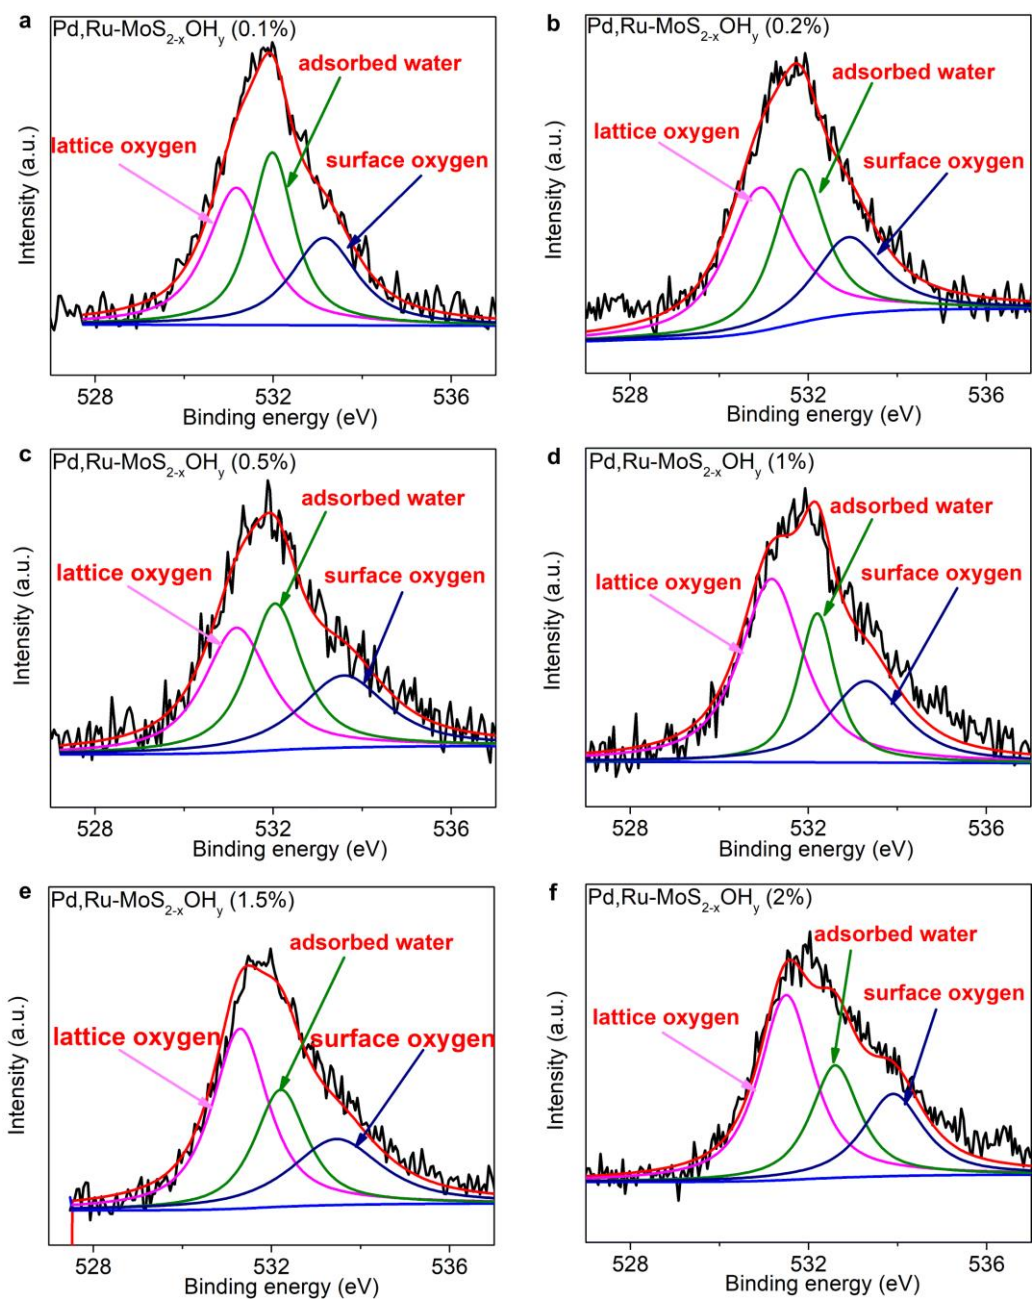 a
Pd,Ru-MoS2-xOHy (0.1%)
adsorbed water
lattice oxygen
surface oxygen
Intensity (a.u.)
528 532 536
Binding energy (eV)
b
Pd,Ru-MoS2-xOHy (0.2%)
adsorbed water
lattice oxygen
surface oxygen
Intensity (a.u.)
528 532 536
Binding energy (eV)
c
Pd,Ru-MoS2-xOHy (0.5%)
adsorbed water
lattice oxygen
surface oxygen
Intensity (a.u.)
528 532 536
Binding energy (eV)
d
Pd,Ru-MoS2-xOHy (1%)
adsorbed water
lattice oxygen
surface oxygen
Intensity (a.u.)
528 532 536
Binding energy (eV)
e
Pd,Ru-MoS2-xOHy (1.5%)
adsorbed water
lattice oxygen
surface oxygen
Intensity (a.u.)
528 532 536
Binding energy (eV)
f
Pd,Ru-MoS2-xOHy (2%)
adsorbed water
lattice oxygen
surface oxygen
Intensity (a.u.)
528 532 536
Binding energy (eV)